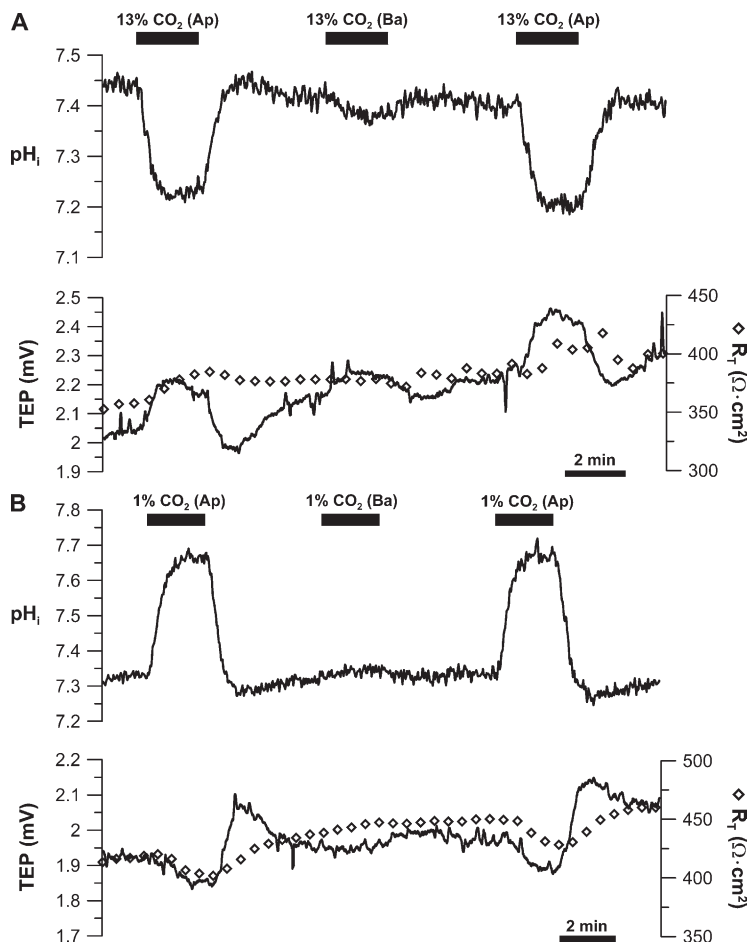 A
13% CO2 (Ap) 13% CO2 (Ba) 13% CO2 (Ap)
7.5
7.4
7.3
7.2
7.1
pHi
2.5
2.4
2.3
2.2
2.1
2
1.9
TEP (mV)
450
400
350
300
RT (Ω·cm2)
2 min
B
1% CO2 (Ap) 1% CO2 (Ba) 1% CO2 (Ap)
7.8
7.7
7.6
7.5
7.4
7.3
7.2
pHi
2.2
2.1
2
1.9
1.8
1.7
TEP (mV)
500
450
400
350
RT (Ω·cm2)
2 min